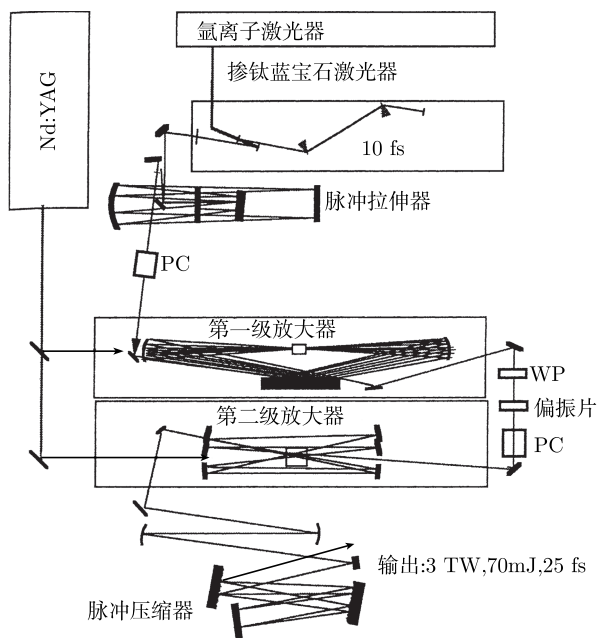 氩离子激光器
Nd:YAG
掺钛蓝宝石激光器
10 fs
脉冲拉伸器
PC
第一级放大器
WP
偏振片
第二级放大器
PC
输出:3 TW,70mJ,25 fs
脉冲压缩器